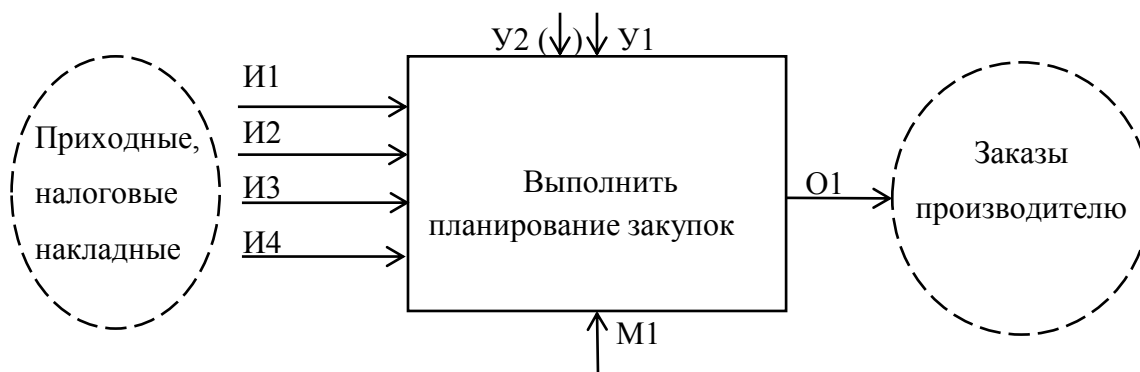 У2 ( ) У1
И1
И2
И3
И4
Приходные,
налоговые
накладные
Выполнить
планирование закупок
О1
Заказы
производителю
М1